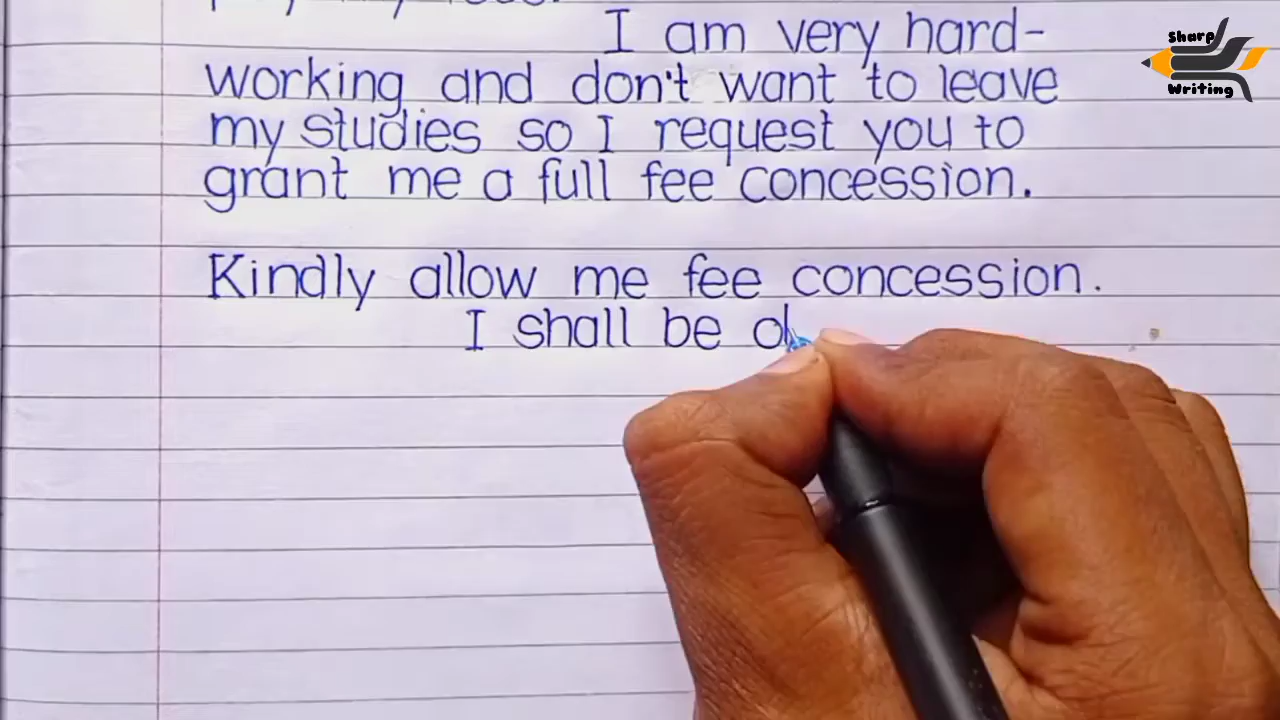 I am very hard-
working and don't want to leave
my studies so I request you to
grant me a full fee concession.
Kindly allow me fee concession.
I shall be ob
Sharp
Writing